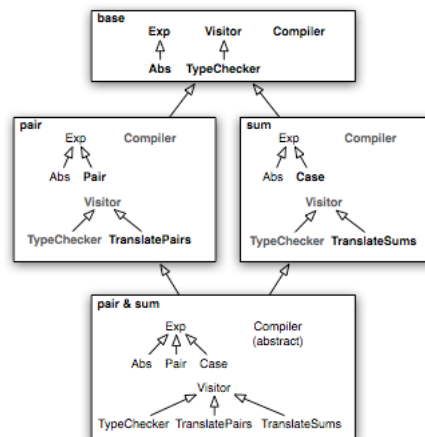 base
Exp Visitor Compiler
Abs TypeChecker
pair
Exp Compiler
Abs Pair
Visitor
TypeChecker TranslatePairs
sum
Exp Compiler
Abs Case
Visitor
TypeChecker TranslateSums
pair & sum
Exp Compiler
(abstract)
Abs Pair Case
Visitor
TypeChecker TranslatePairs TranslateSums